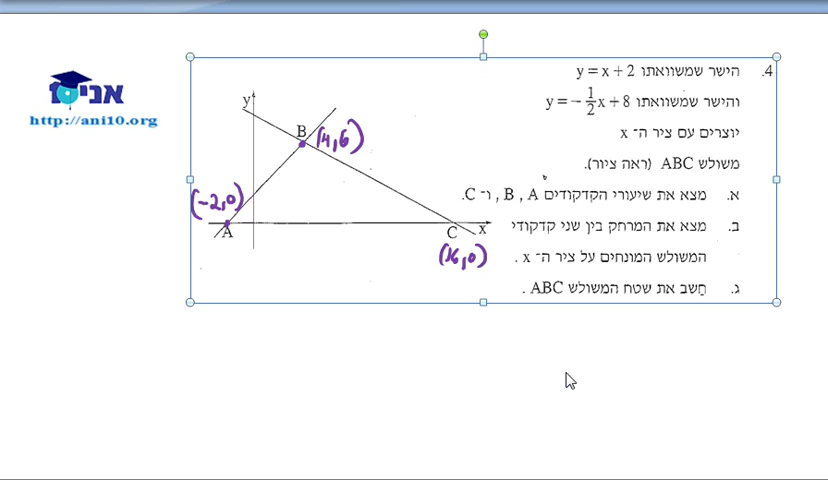 אני10
http://ani10.org
4. הישר שמשוואתו y = x + 2
והישר שמשוואתו y = -1/2x + 8
יוצרים עם ציר ה־ x
משולש ABC (ראה ציור).
א. מצא את שיעורי הקדקודים A , B , ו־ C.
ב. מצא את המרחק בין שני קדקודי
המשולש המונחים על ציר ה־ x .
ג. חַשב את שטח המשולש ABC .
y
B
(4,6)
(-2,0)
A
C
x
(16,0)